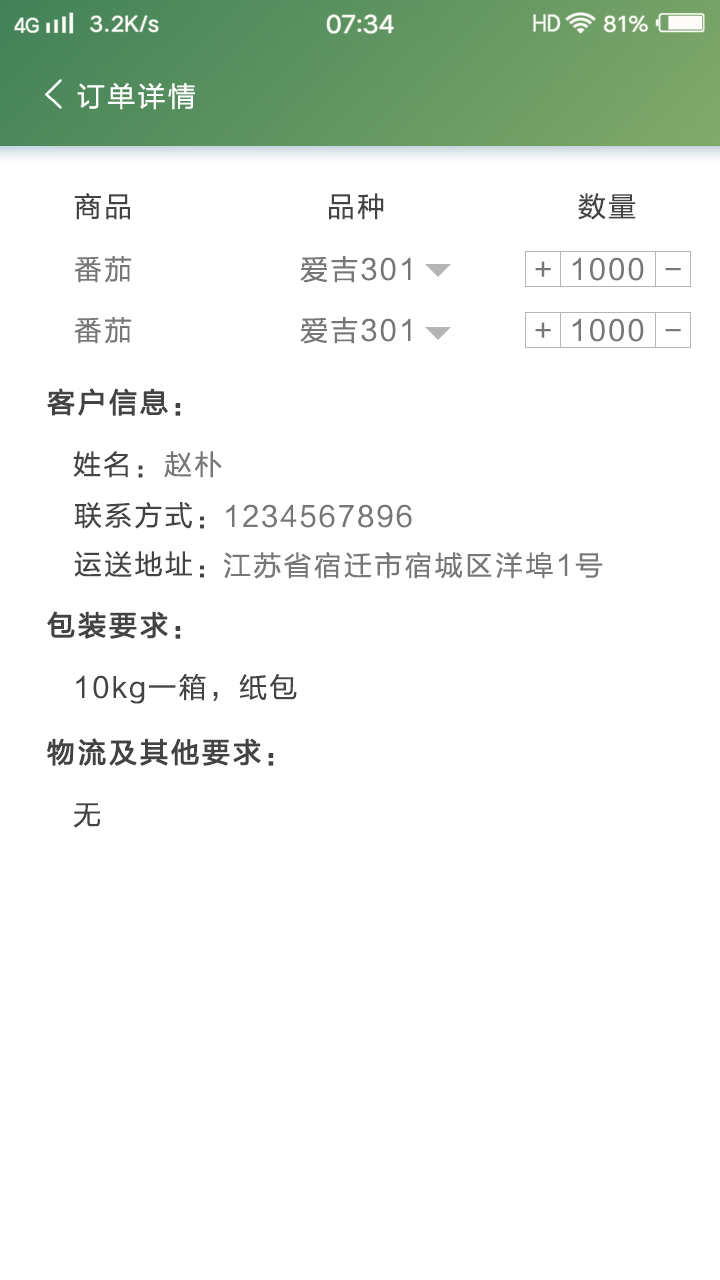 4G 3.2K/s 07:34 HD 81%
订单详情
商品 品种 数量
番茄 爱吉301 + 1000 −
番茄 爱吉301 + 1000 −
客户信息：
姓名：赵朴
联系方式：1234567896
运送地址：江苏省宿迁市宿城区洋埠1号
包装要求：
10kg一箱，纸包
物流及其他要求：
无